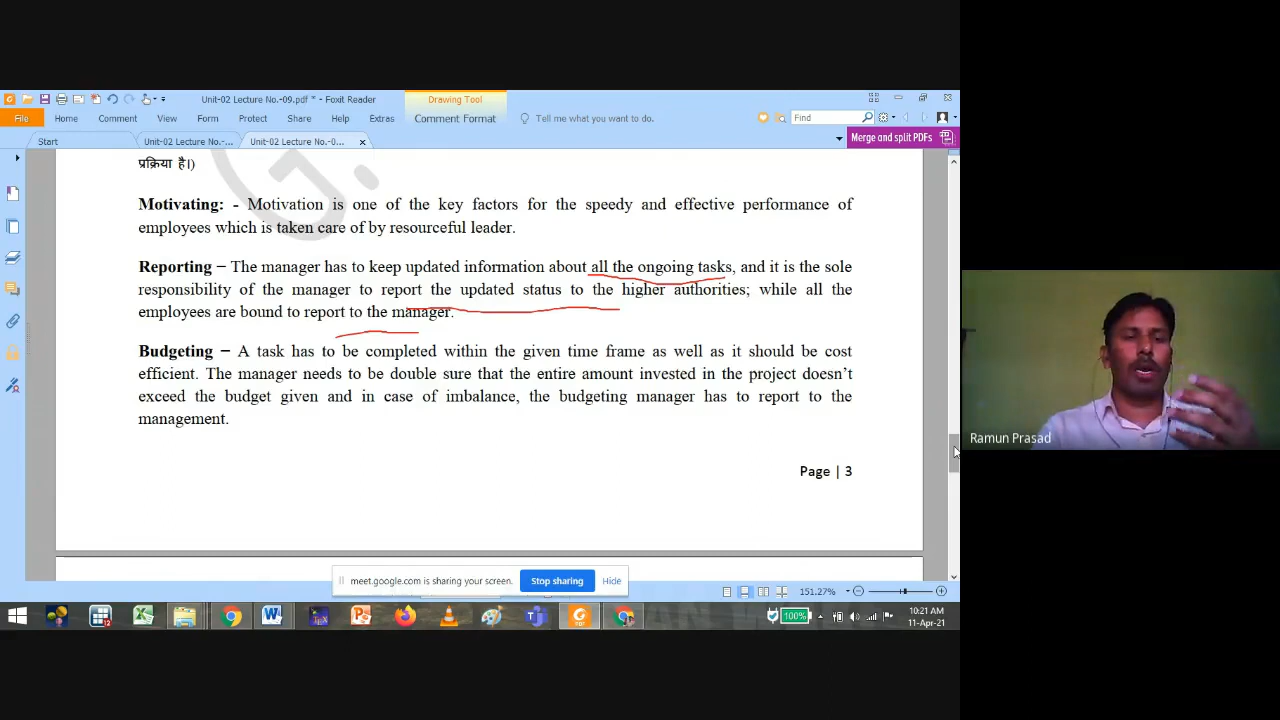 Unit-02 Lecture No.-09.pdf * - Foxit Reader
Drawing Tool
File Home Comment View Form Protect Share Help Extras Comment Format Tell me what you want to do. Find
Start Unit-02 Lecture No.-... Unit-02 Lecture No.-0... Merge and split PDFs
प्रक्रिया है।)
G.
Motivating: - Motivation is one of the key factors for the speedy and effective performance of
employees which is taken care of by resourceful leader.
Reporting – The manager has to keep updated information about all the ongoing tasks, and it is the sole
responsibility of the manager to report the updated status to the higher authorities; while all the
employees are bound to report to the manager.
Budgeting – A task has to be completed within the given time frame as well as it should be cost
efficient. The manager needs to be double sure that the entire amount invested in the project doesn't
exceed the budget given and in case of imbalance, the budgeting manager has to report to the
management.
Page | 3
Ramun Prasad
meet.google.com is sharing your screen. Stop sharing Hide
151.27%
100%
10:21 AM
11-Apr-21